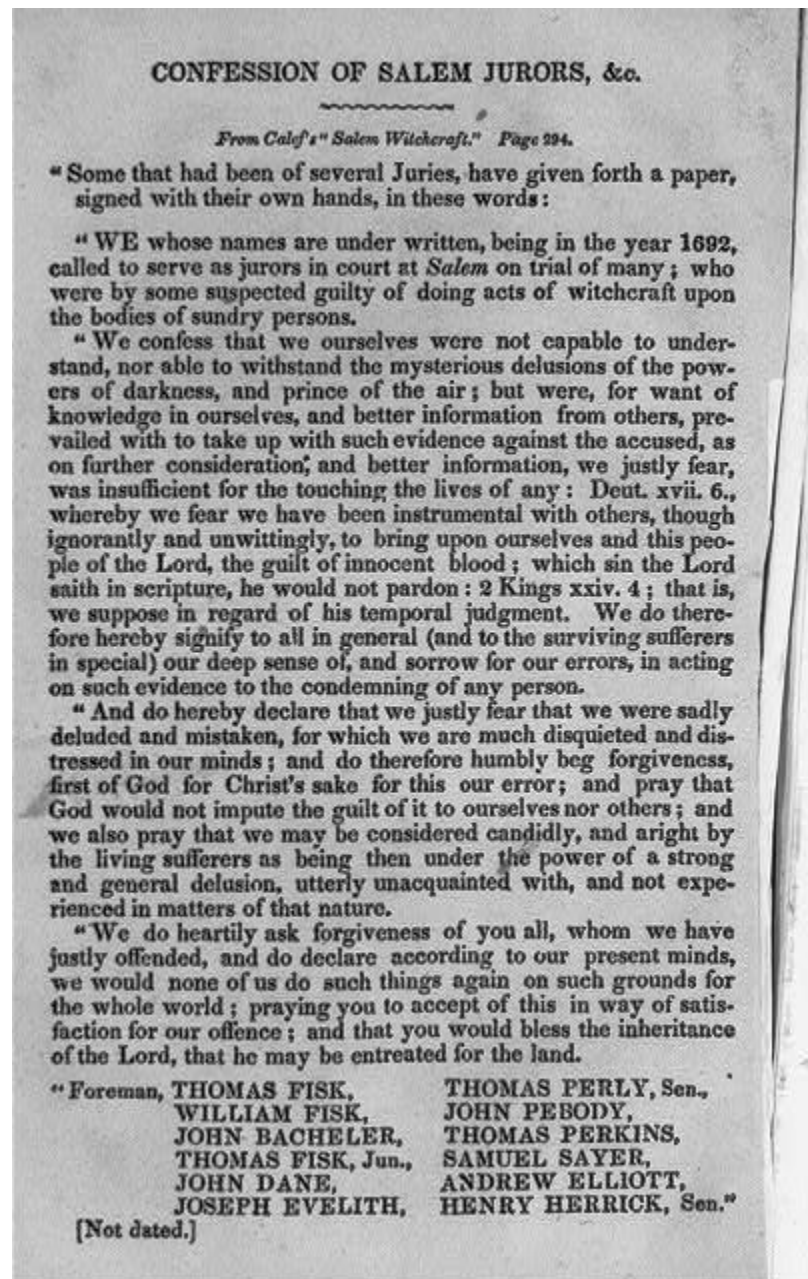 CONFESSION OF SALEM JURORS, &c.
From Calef's "Salem Witchcraft." Page 294.
"Some that had been of several Juries, have given forth a paper,
signed with their own hands, in these words:
"WE whose names are under written, being in the year 1692,
called to serve as jurors in court at Salem on trial of many; who
were by some suspected guilty of doing acts of witchcraft upon
the bodies of sundry persons.
"We confess that we ourselves were not capable to under-
stand, nor able to withstand the mysterious delusions of the pow-
ers of darkness, and prince of the air; but were, for want of
knowledge in ourselves, and better information from others, pre-
vailed with to take up with such evidence against the accused, as
on further consideration; and better information, we justly fear,
was insufficient for the touching the lives of any: Deut. xvii. 6.,
whereby we fear we have been instrumental with others, though
ignorantly and unwittingly, to bring upon ourselves and this peo-
ple of the Lord, the guilt of innocent blood; which sin the Lord
saith in scripture, he would not pardon: 2 Kings xxiv. 4; that is,
we suppose in regard of his temporal judgment. We do there-
fore hereby signify to all in general (and to the surviving sufferers
in special) our deep sense of, and sorrow for our errors, in acting
on such evidence to the condemning of any person.
"And do hereby declare that we justly fear that we were sadly
deluded and mistaken, for which we are much disquieted and dis-
tressed in our minds; and do therefore humbly beg forgiveness,
first of God for Christ's sake for this our error; and pray that
God would not impute the guilt of it to ourselves nor others; and
we also pray that we may be considered candidly, and aright by
the living sufferers as being then under the power of a strong
and general delusion, utterly unacquainted with, and not expe-
rienced in matters of that nature.
"We do heartily ask forgiveness of you all, whom we have
justly offended, and do declare according to our present minds,
we would none of us do such things again on such grounds for
the whole world; praying you to accept of this in way of satis-
faction for our offence; and that you would bless the inheritance
of the Lord, that he may be entreated for the land.
"Foreman, THOMAS FISK, THOMAS PERLY, Sen.,
WILLIAM FISK, JOHN PEBODY,
JOHN BACHELER, THOMAS PERKINS,
THOMAS FISK, Jun., SAMUEL SAYER,
JOHN DANE, ANDREW ELLIOTT,
JOSEPH EVELITH, HENRY HERRICK, Sen."
[Not dated.]